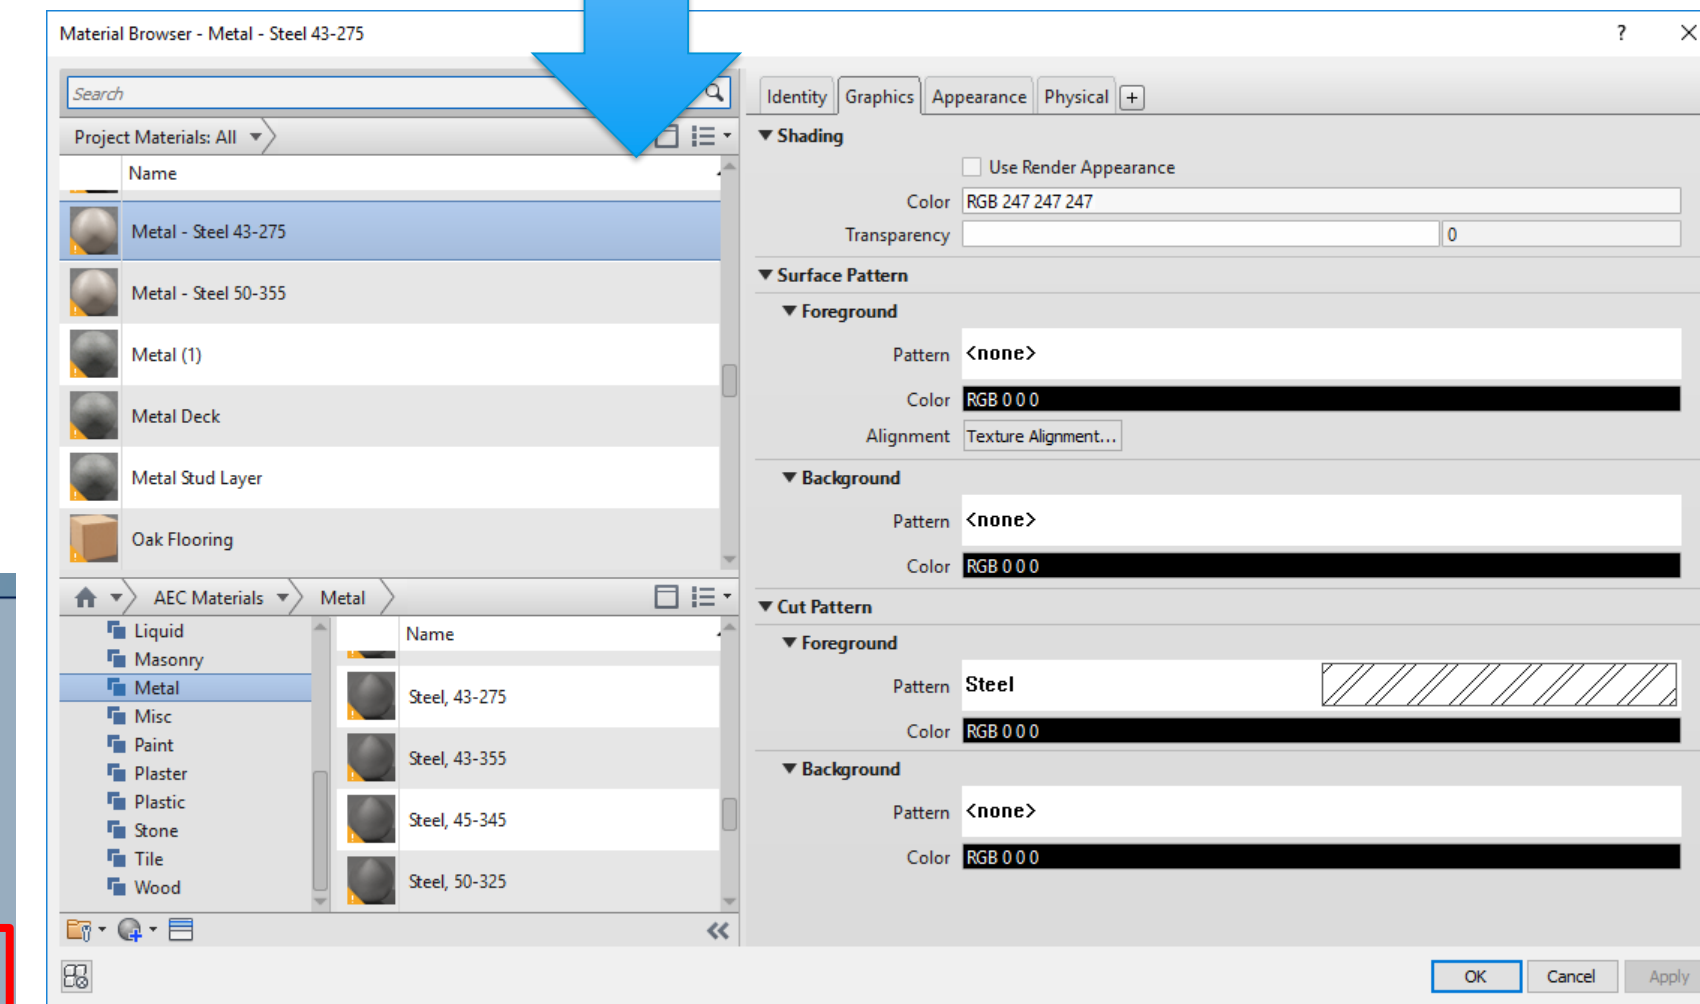 Material Browser - Metal - Steel 43-275
?
Search
Project Materials: All
Name
Metal - Steel 43-275
Metal - Steel 50-355
Metal (1)
Metal Deck
Metal Stud Layer
Oak Flooring
AEC Materials
Metal
Liquid
Masonry
Metal
Misc
Paint
Plaster
Plastic
Stone
Tile
Wood
Name
Steel, 43-275
Steel, 43-355
Steel, 45-345
Steel, 50-325
Identity Graphics Appearance Physical +
Shading
Use Render Appearance
Color RGB 247 247 247
Transparency 0
Surface Pattern
Foreground
Pattern <none>
Color RGB 0 0 0
Alignment Texture Alignment...
Background
Pattern <none>
Color RGB 0 0 0
Cut Pattern
Foreground
Pattern Steel
Color RGB 0 0 0
Background
Pattern <none>
Color RGB 0 0 0
OK Cancel Apply